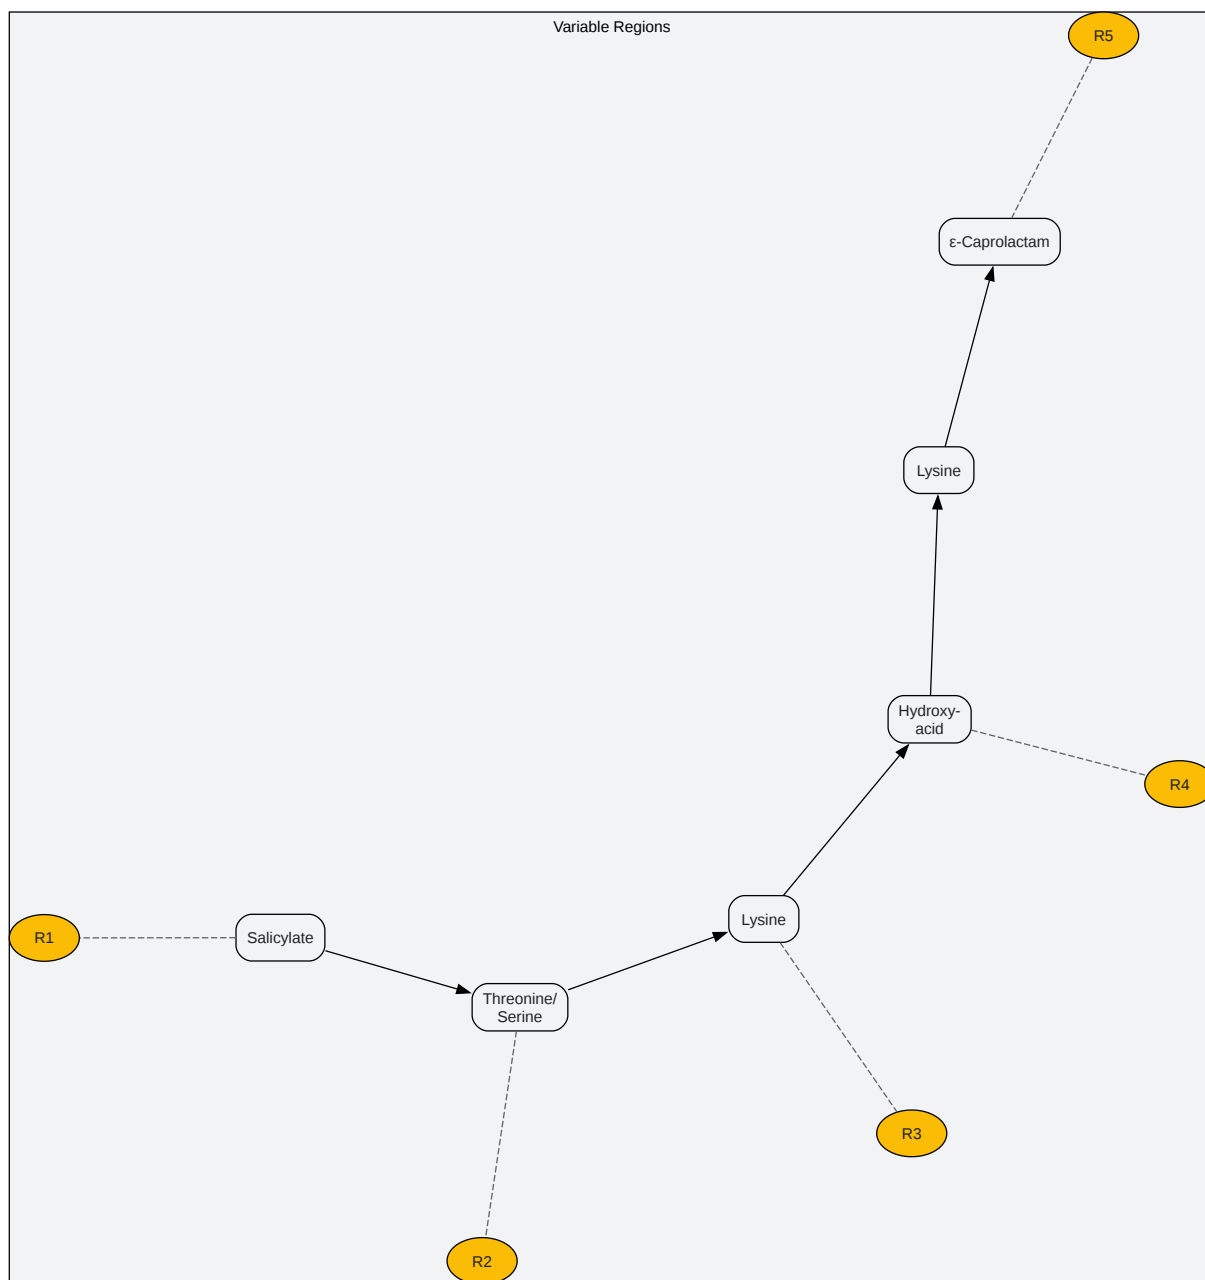 Variable Regions
R5
ε-Caprolactam
Lysine
Hydroxy-
acid
R4
Lysine
R1
Salicylate
Threonine/
Serine
R3
R2